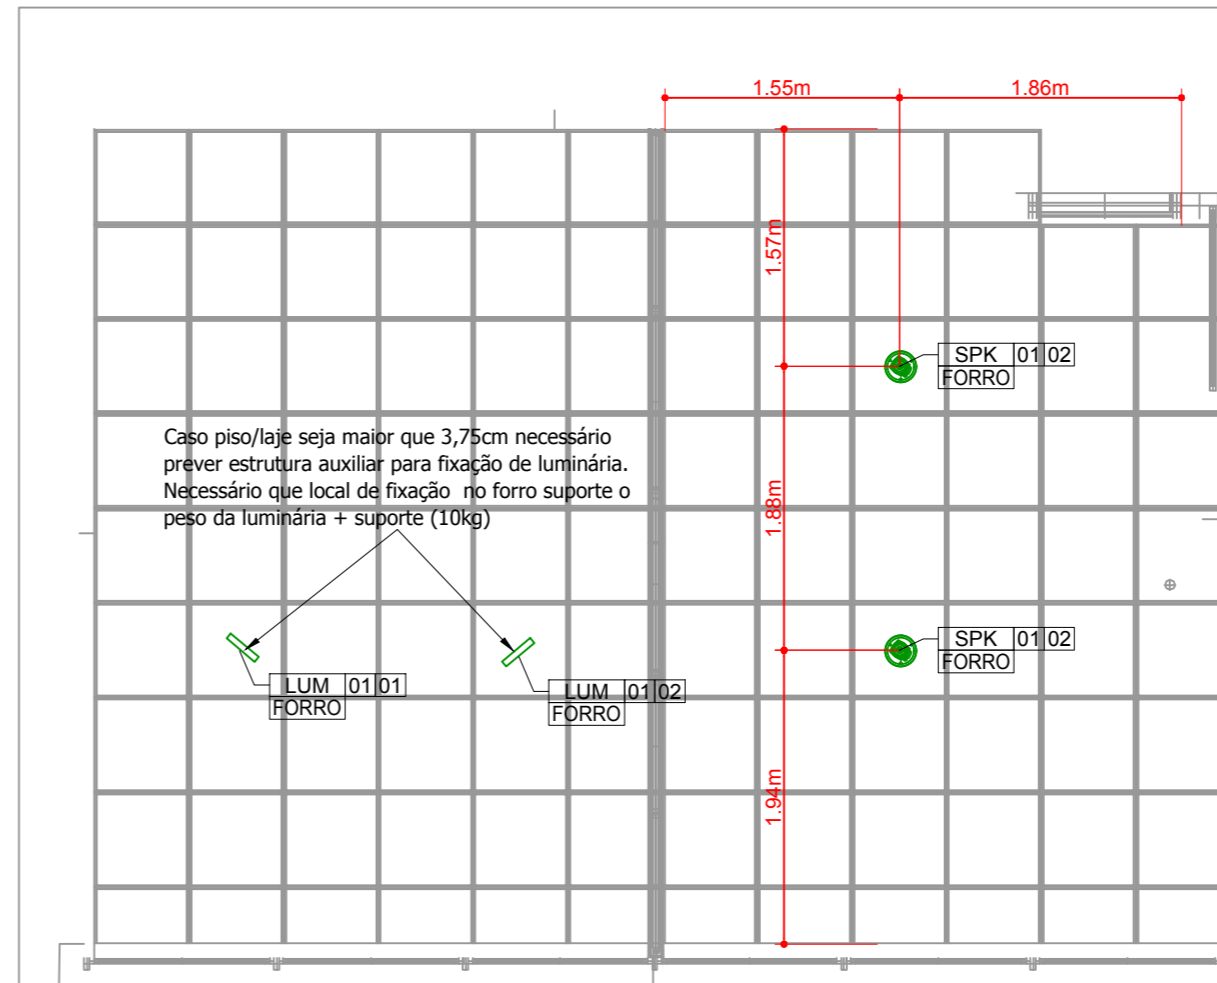 1.55m
1.86m
1.57m
SPK 01 02
FORRO
Caso piso/laje seja maior que 3,75cm necessário
prever estrutura auxiliar para fixação de luminária.
Necessário que local de fixação no forro suporte o
peso da luminária + suporte (10kg)
1.88m
SPK 01 02
FORRO
LUM 01 01
FORRO
LUM 01 02
FORRO
1.94m